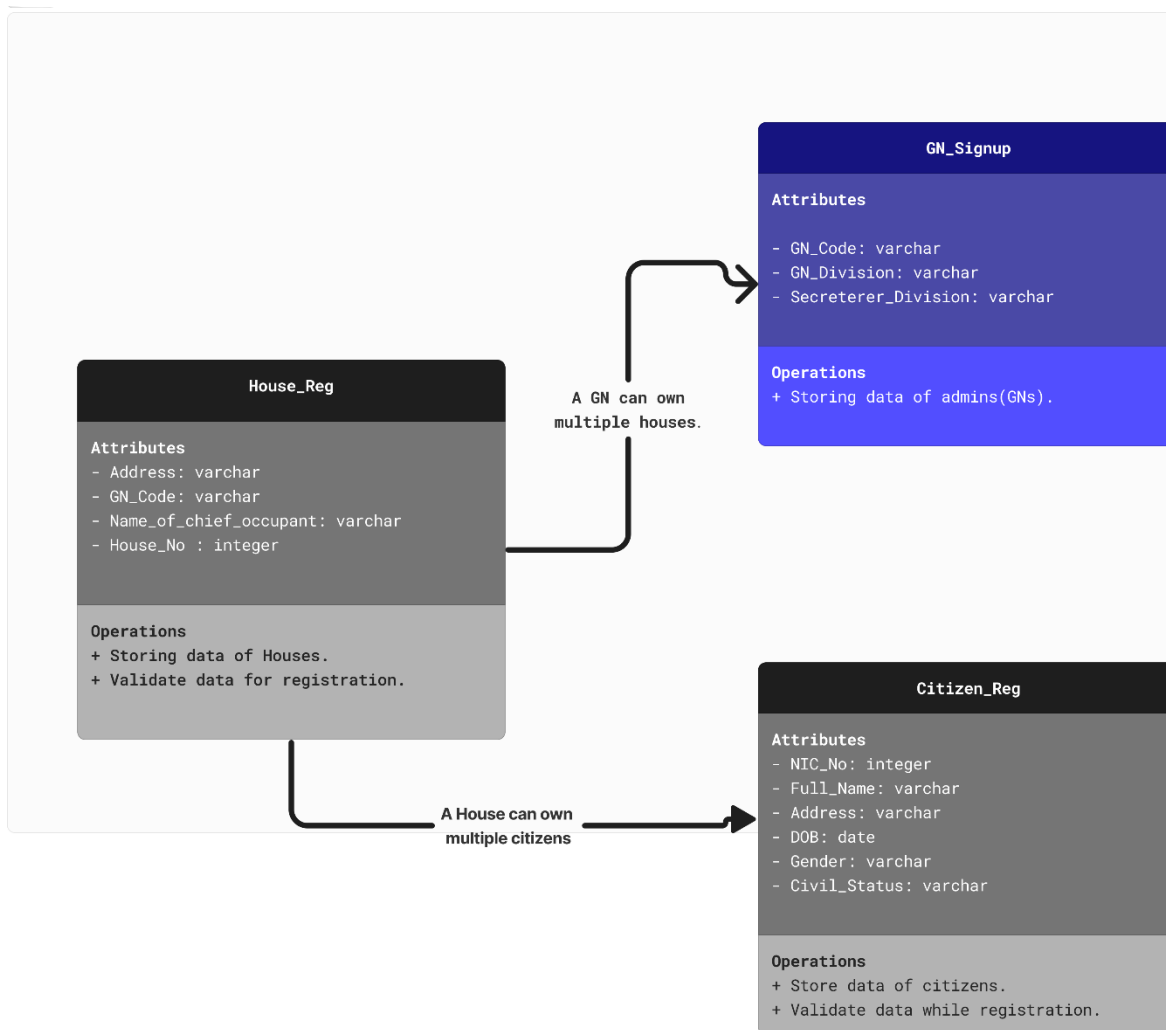 GN_Signup
Attributes
- GN_Code: varchar
- GN_Division: varchar
- Secreterer_Division: varchar
Operations
+ Storing data of admins(GNs).
House_Reg
Attributes
- Address: varchar
- GN_Code: varchar
- Name_of_chief_occupant: varchar
- House_No : integer
Operations
+ Storing data of Houses.
+ Validate data for registration.
A GN can own
multiple houses.
A House can own
multiple citizens
Citizen_Reg
Attributes
- NIC_No: integer
- Full_Name: varchar
- Address: varchar
- DOB: date
- Gender: varchar
- Civil_Status: varchar
Operations
+ Store data of citizens.
+ Validate data while registration.